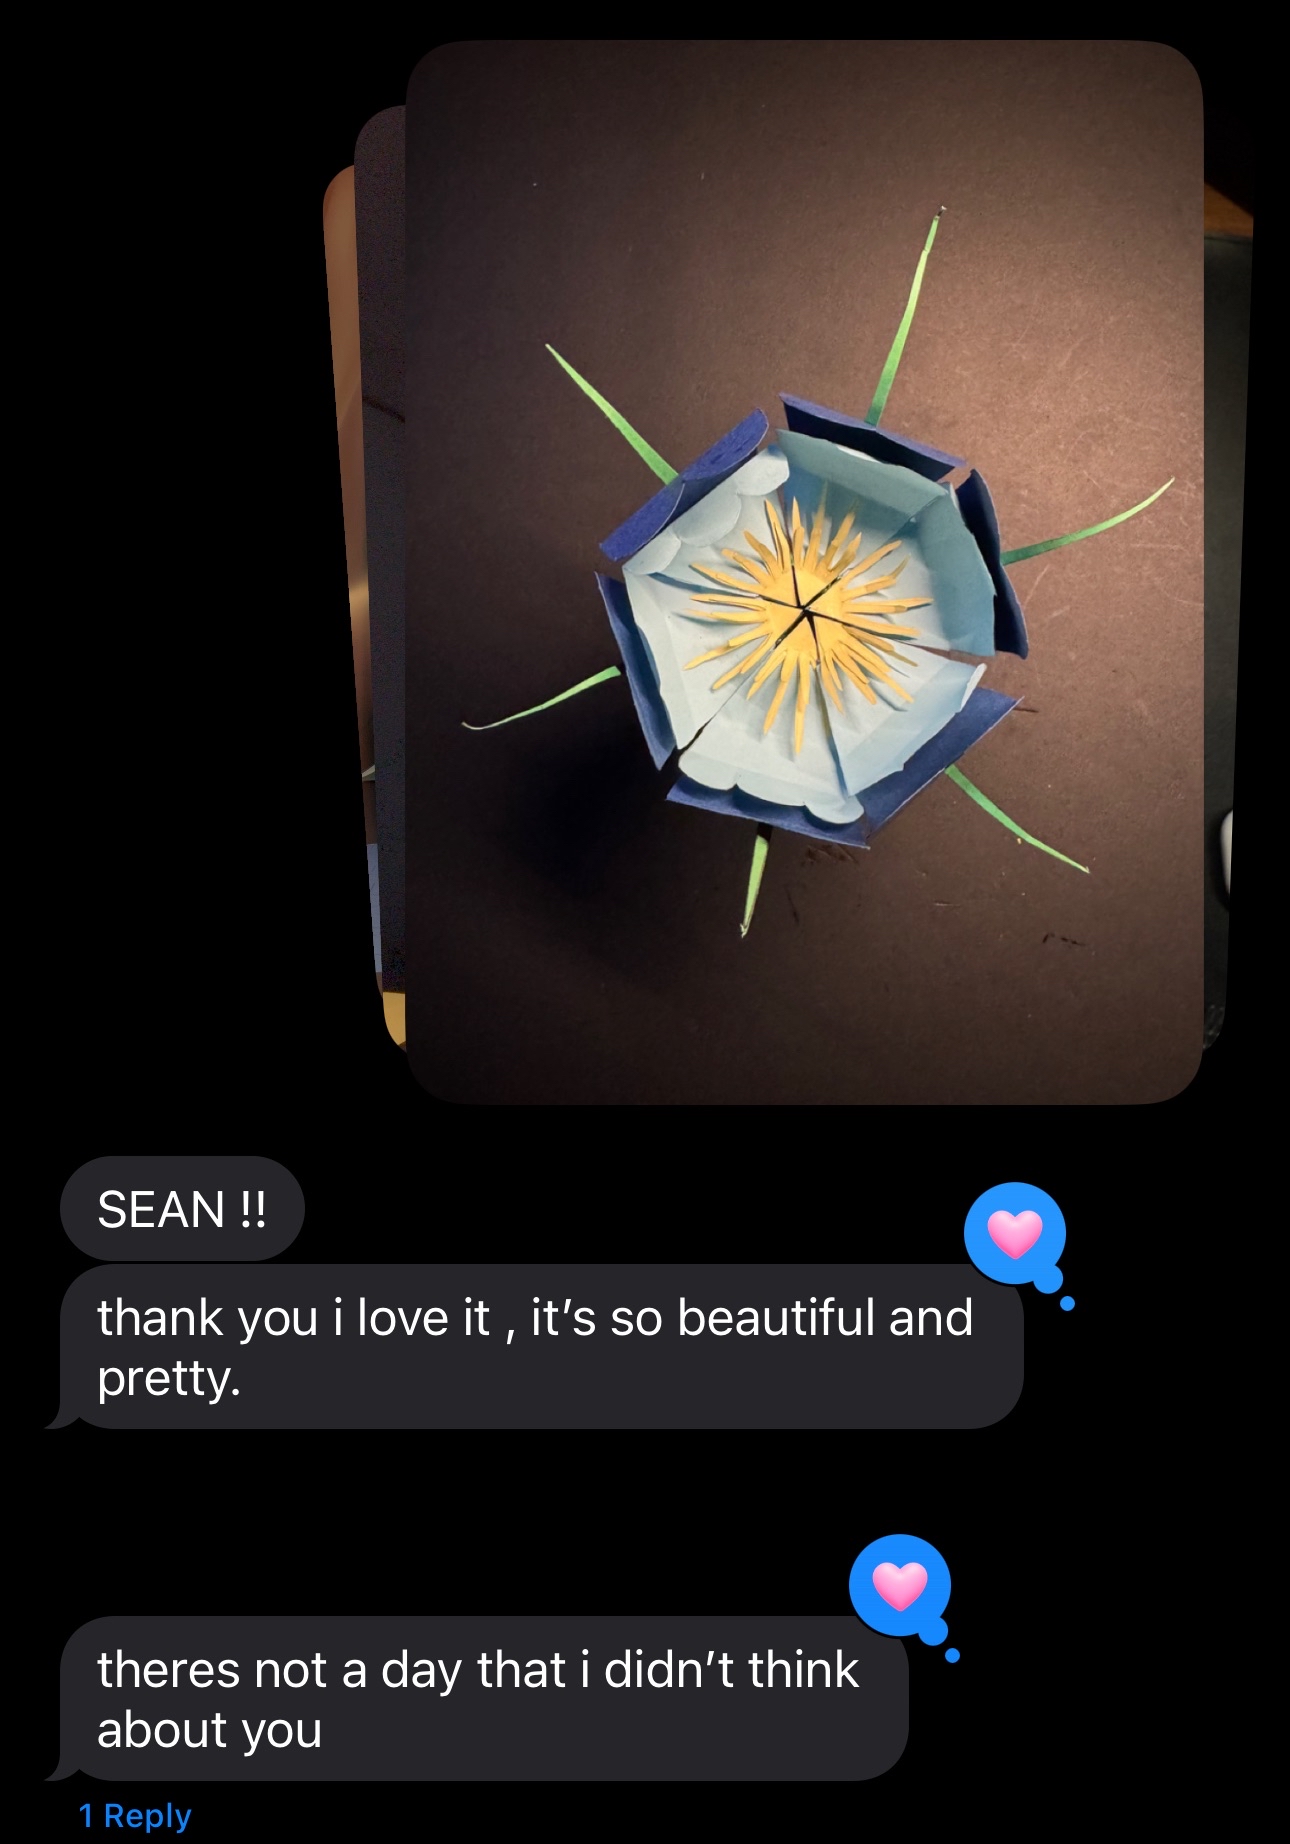 SEAN !!
thank you i love it , it’s so beautiful and
pretty.
theres not a day that i didn’t think
about you
1 Reply